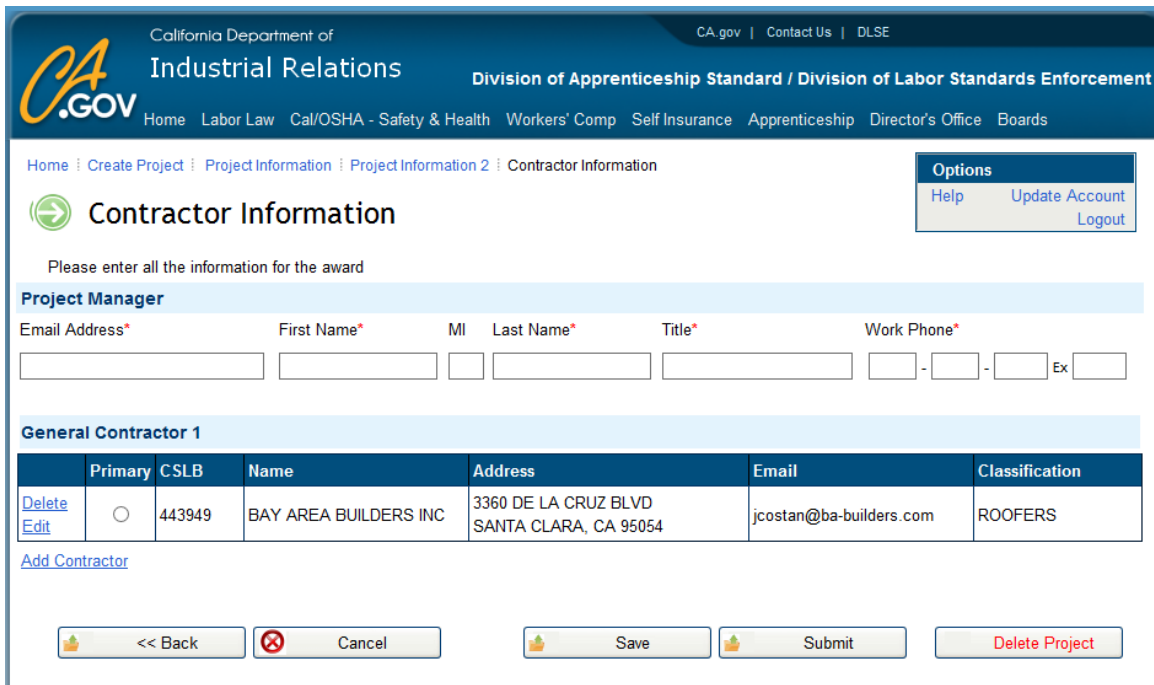 California Department of
CA.gov | Contact Us | DLSE
Industrial Relations
Division of Apprenticeship Standard / Division of Labor Standards Enforcement
CA
.GOV
Home Labor Law Cal/OSHA - Safety & Health Workers' Comp Self Insurance Apprenticeship Director's Office Boards
Home Create Project Project Information Project Information 2 Contractor Information
Options
Help Update Account
Logout
Contractor Information
Please enter all the information for the award
Project Manager
Email Address* First Name* MI Last Name* Title* Work Phone*
- - Ex
General Contractor 1
Primary CSLB Name Address Email Classification
Delete
Edit
443949 BAY AREA BUILDERS INC
3360 DE LA CRUZ BLVD
SANTA CLARA, CA 95054
jcostan@ba-builders.com ROOFERS
Add Contractor
<< Back Cancel Save Submit Delete Project